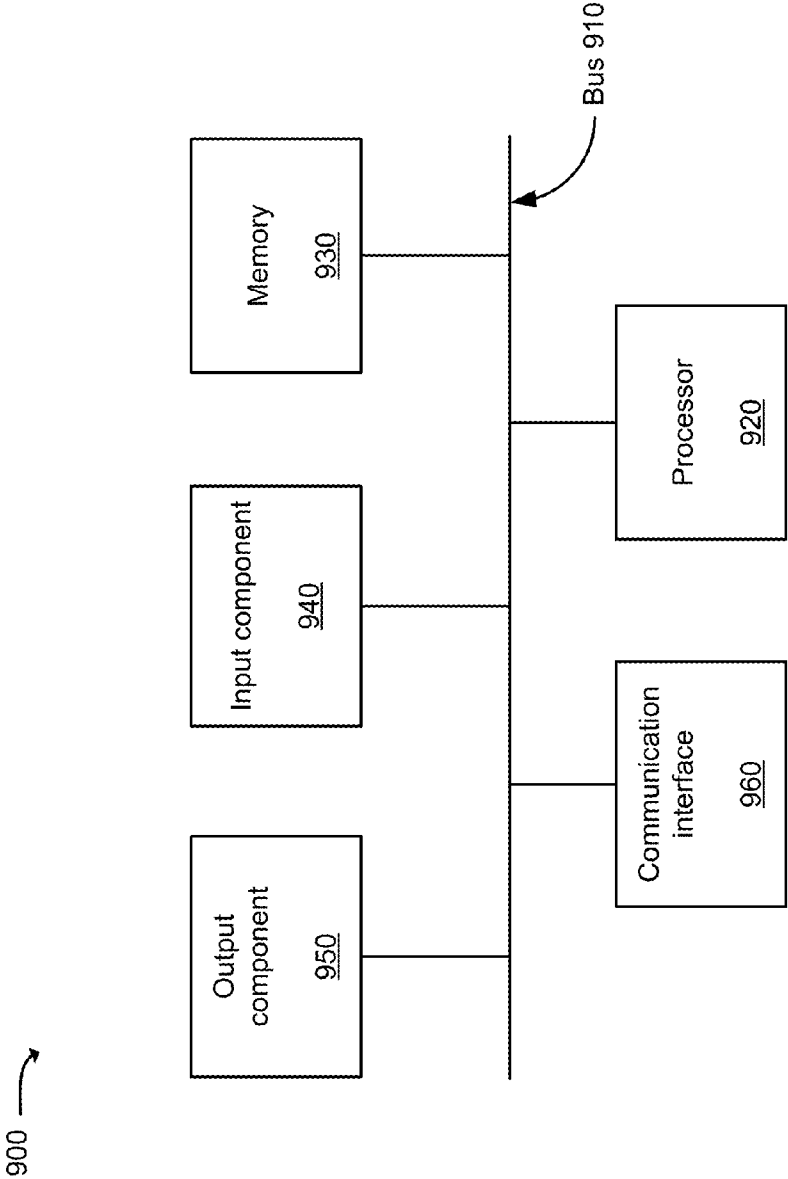 900
Output
component
950
Input component
940
Memory
930
Bus 910
Communication
interface
960
Processor
920